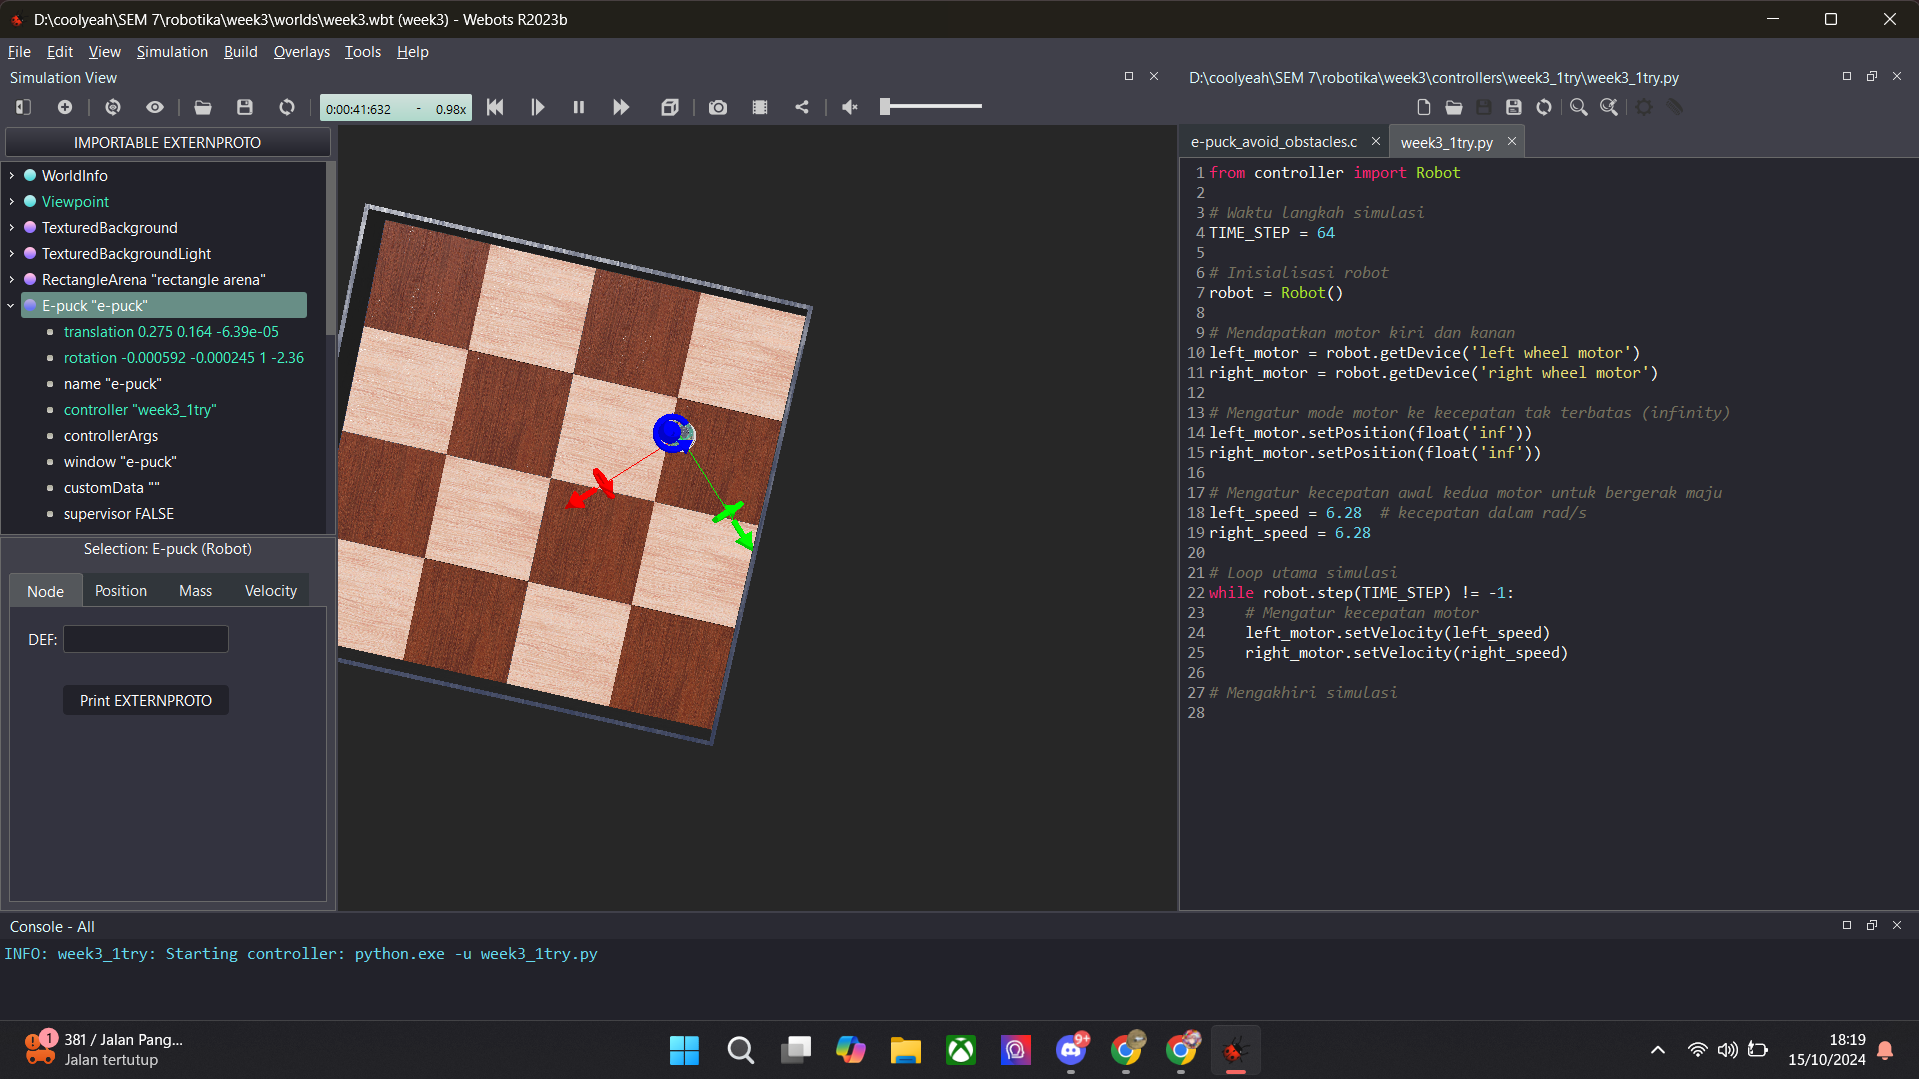 D:\coolyeah\SEM 7\robotika\week3\worlds\week3.wbt (week3) - Webots R2023b
File Edit View Simulation Build Overlays Tools Help
Simulation View
0:00:41:632 - 0.98x
IMPORTABLE EXTERNPROTO
WorldInfo
Viewpoint
TexturedBackground
TexturedBackgroundLight
RectangleArena "rectangle arena"
E-puck "e-puck"
translation 0.275 0.164 -6.39e-05
rotation -0.000592 -0.000245 1 -2.36
name "e-puck"
controller "week3_1try"
controllerArgs
window "e-puck"
customData ""
supervisor FALSE
Selection: E-puck (Robot)
Node Position Mass Velocity
DEF:
Print EXTERNPROTO
D:\coolyeah\SEM 7\robotika\week3\controllers\week3_1try\week3_1try.py
e-puck_avoid_obstacles.c week3_1try.py
1 from controller import Robot
2
3 # Waktu langkah simulasi
4 TIME_STEP = 64
5
6 # Inisialisasi robot
7 robot = Robot()
8
9 # Mendapatkan motor kiri dan kanan
10 left_motor = robot.getDevice('left wheel motor')
11 right_motor = robot.getDevice('right wheel motor')
12
13 # Mengatur mode motor ke kecepatan tak terbatas (infinity)
14 left_motor.setPosition(float('inf'))
15 right_motor.setPosition(float('inf'))
16
17 # Mengatur kecepatan awal kedua motor untuk bergerak maju
18 left_speed = 6.28  # kecepatan dalam rad/s
19 right_speed = 6.28
20
21 # Loop utama simulasi
22 while robot.step(TIME_STEP) != -1:
23     # Mengatur kecepatan motor
24     left_motor.setVelocity(left_speed)
25     right_motor.setVelocity(right_speed)
26
27 # Mengakhiri simulasi
28
Console - All
INFO: week3_1try: Starting controller: python.exe -u week3_1try.py
1
381 / Jalan Pang...
Jalan tertutup
9+
18:19
15/10/2024